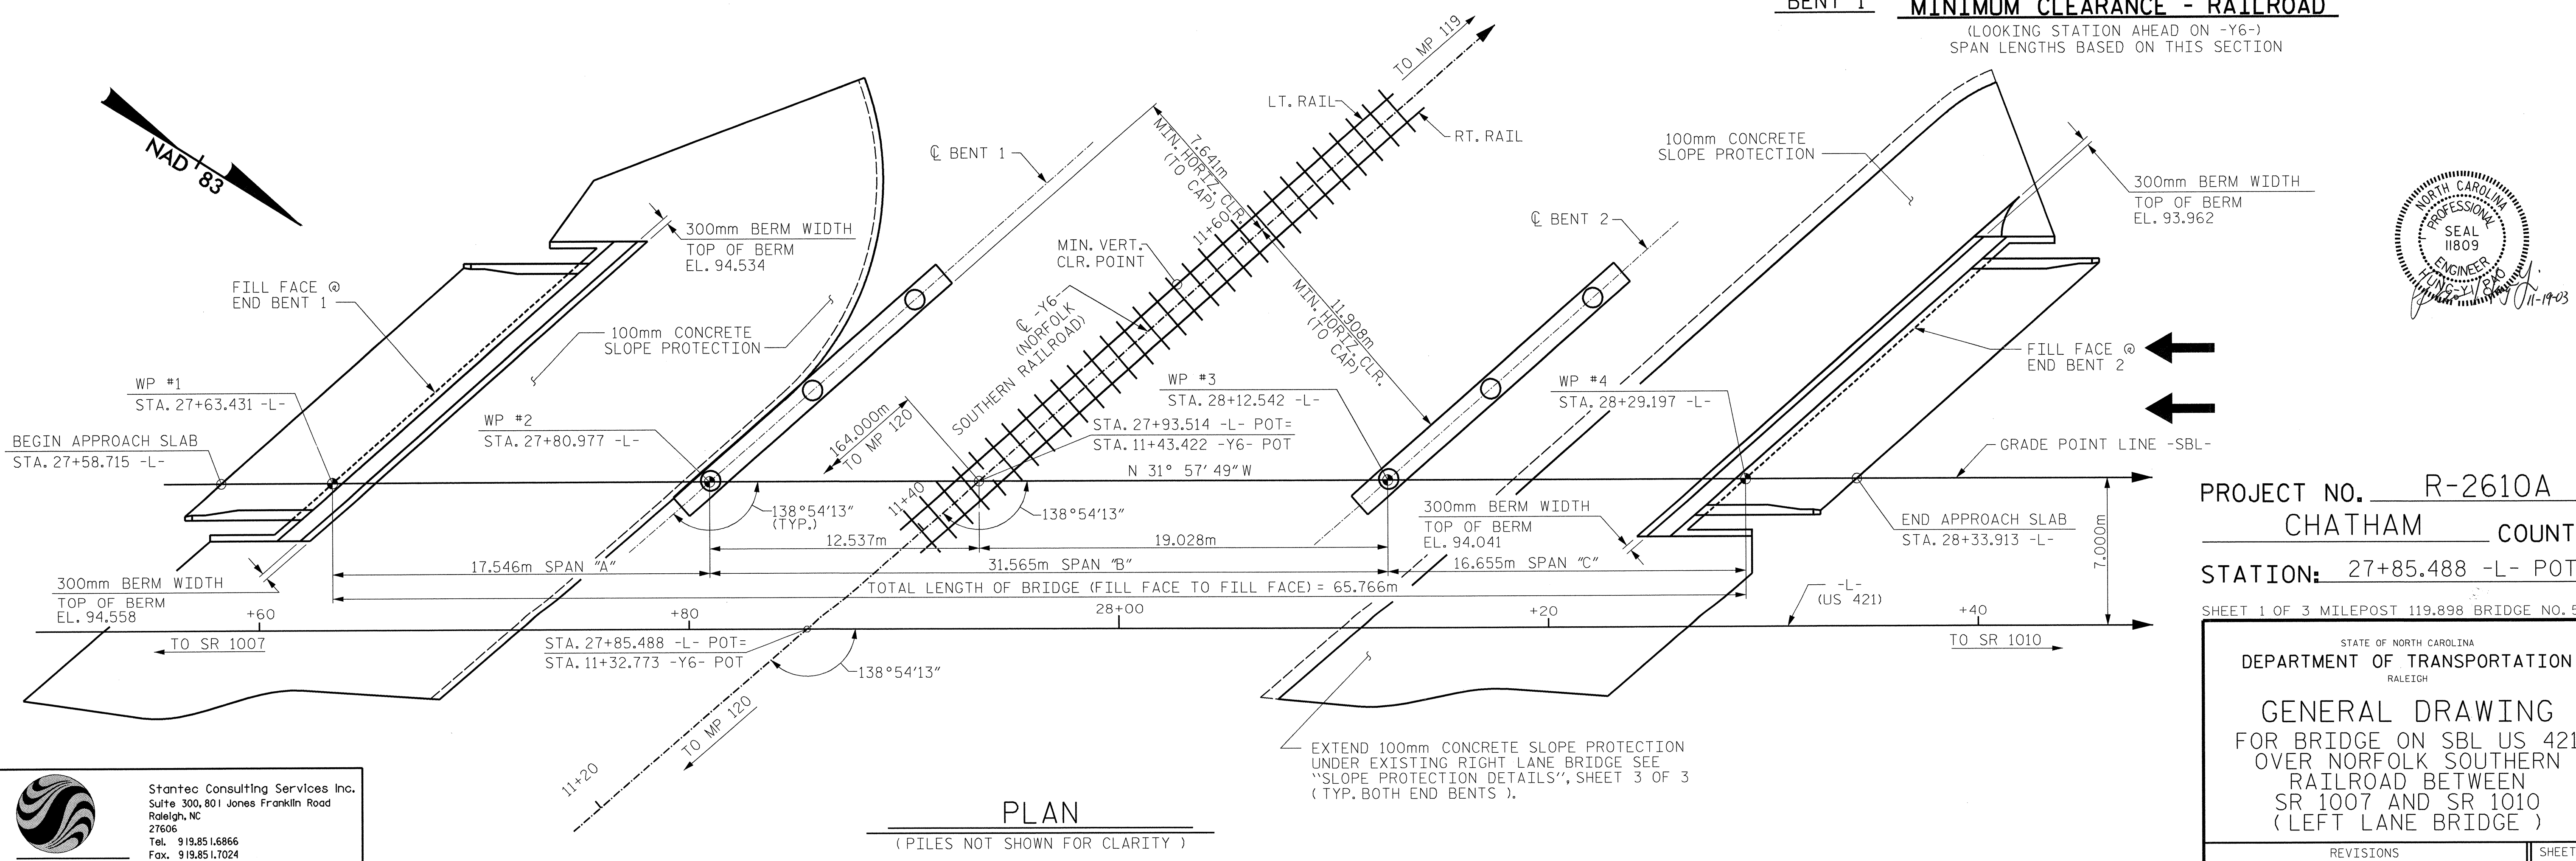 BENT 1
MINIMUM CLEARANCE - RAILROAD
(LOOKING STATION AHEAD ON -Y6-)
SPAN LENGTHS BASED ON THIS SECTION
NAD 83
TO MP 119
LT. RAIL
RT. RAIL
℄ BENT 1
7.641m
MIN. HORIZ. CLR.
(TO CAP)
11+60
100mm CONCRETE
SLOPE PROTECTION
300mm BERM WIDTH
TOP OF BERM
EL. 93.962
NORTH CAROLINA
PROFESSIONAL
SEAL
11809
ENGINEER
HUNG-YI PAO
11-19-03
300mm BERM WIDTH
TOP OF BERM
EL. 94.534
MIN. VERT.
CLR. POINT
℄ BENT 2
FILL FACE @
END BENT 1
100mm CONCRETE
SLOPE PROTECTION
℄ -Y6-
(NORFOLK
SOUTHERN RAILROAD)
11.908m
MIN. HORIZ. CLR.
(TO CAP)
FILL FACE @
END BENT 2
WP #1
STA. 27+63.431 -L-
WP #2
STA. 27+80.977 -L-
164.000m
TO MP 120
WP #3
STA. 28+12.542 -L-
STA. 27+93.514 -L- POT=
STA. 11+43.422 -Y6- POT
WP #4
STA. 28+29.197 -L-
BEGIN APPROACH SLAB
STA. 27+58.715 -L-
N 31° 57' 49" W
GRADE POINT LINE -SBL-
11+40
138°54'13"
(TYP.)
138°54'13"
300mm BERM WIDTH
TOP OF BERM
EL. 94.041
END APPROACH SLAB
STA. 28+33.913 -L-
7.000m
12.537m
19.028m
17.546m SPAN "A"
31.565m SPAN "B"
16.655m SPAN "C"
TOTAL LENGTH OF BRIDGE (FILL FACE TO FILL FACE) = 65.766m
300mm BERM WIDTH
TOP OF BERM
EL. 94.558
+60
+80
28+00
+20
+40
-L-
(US 421)
TO SR 1007
STA. 27+85.488 -L- POT=
STA. 11+32.773 -Y6- POT
138°54'13"
TO SR 1010
TO MP 120
11+20
EXTEND 100mm CONCRETE SLOPE PROTECTION
UNDER EXISTING RIGHT LANE BRIDGE SEE
"SLOPE PROTECTION DETAILS", SHEET 3 OF 3
( TYP. BOTH END BENTS ).
PLAN
( PILES NOT SHOWN FOR CLARITY )
Stantec Consulting Services Inc.
Suite 300, 801 Jones Franklin Road
Raleigh, NC
27606
Tel. 919.851.6866
Fax. 919.851.7024
PROJECT NO. R-2610A
CHATHAM COUNT
STATION: 27+85.488 -L- POT
SHEET 1 OF 3 MILEPOST 119.898 BRIDGE NO. 5
STATE OF NORTH CAROLINA
DEPARTMENT OF TRANSPORTATION
RALEIGH
GENERAL DRAWING
FOR BRIDGE ON SBL US 421
OVER NORFOLK SOUTHERN
RAILROAD BETWEEN
SR 1007 AND SR 1010
( LEFT LANE BRIDGE )
REVISIONS
SHEET